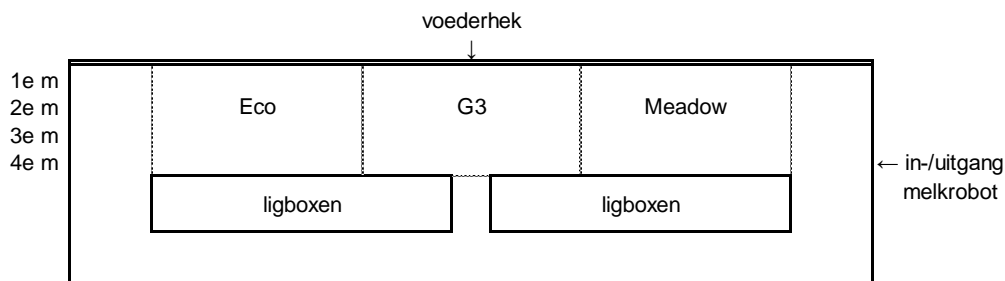 voederhek
↓
1e m
2e m
3e m
4e m
Eco G3 Meadow
← in-/uitgang
melkrobot
ligboxen ligboxen